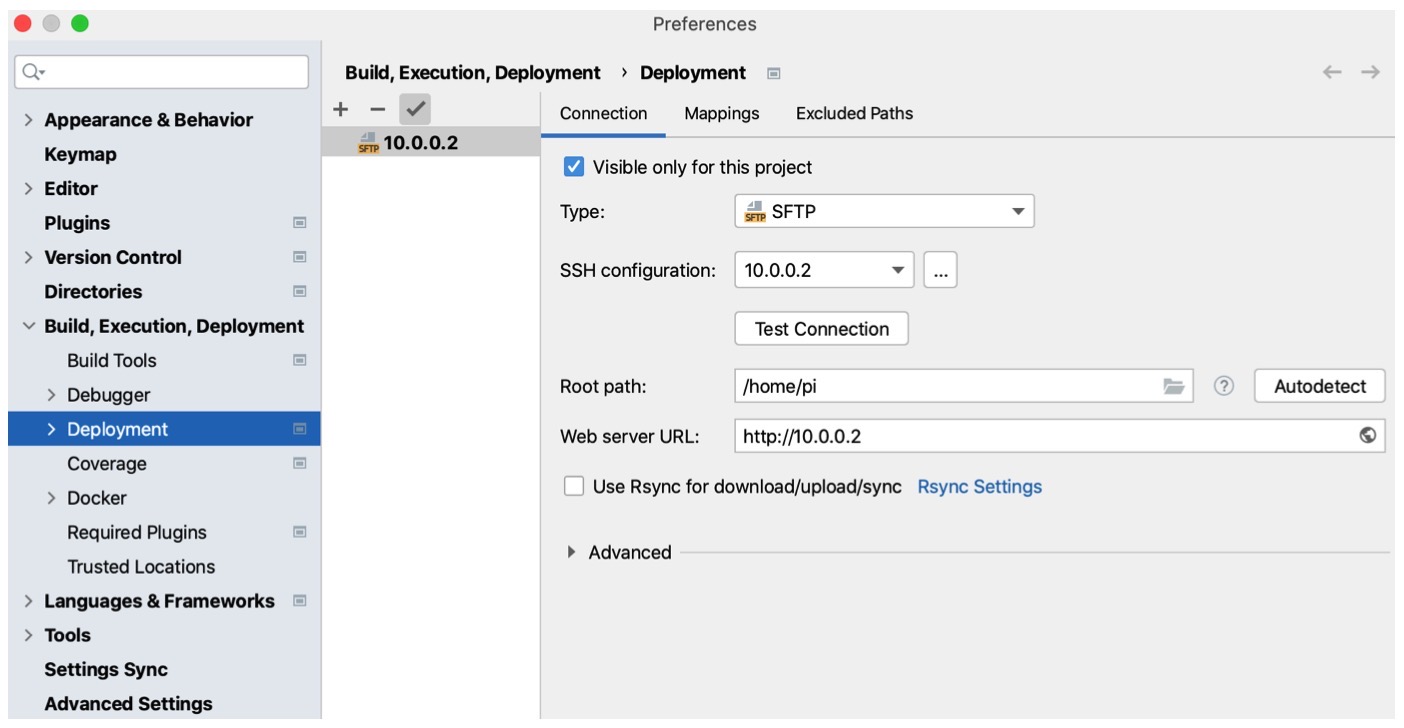 Preferences
Build, Execution, Deployment › Deployment
Appearance & Behavior
Keymap
Editor
Plugins
Version Control
Directories
Build, Execution, Deployment
Build Tools
Debugger
Deployment
Coverage
Docker
Required Plugins
Trusted Locations
Languages & Frameworks
Tools
Settings Sync
Advanced Settings
SFTP 10.0.0.2
Connection Mappings Excluded Paths
Visible only for this project
Type: SFTP SFTP
SSH configuration: 10.0.0.2 ...
Test Connection
Root path: /home/pi ? Autodetect
Web server URL: http://10.0.0.2
Use Rsync for download/upload/sync Rsync Settings
Advanced